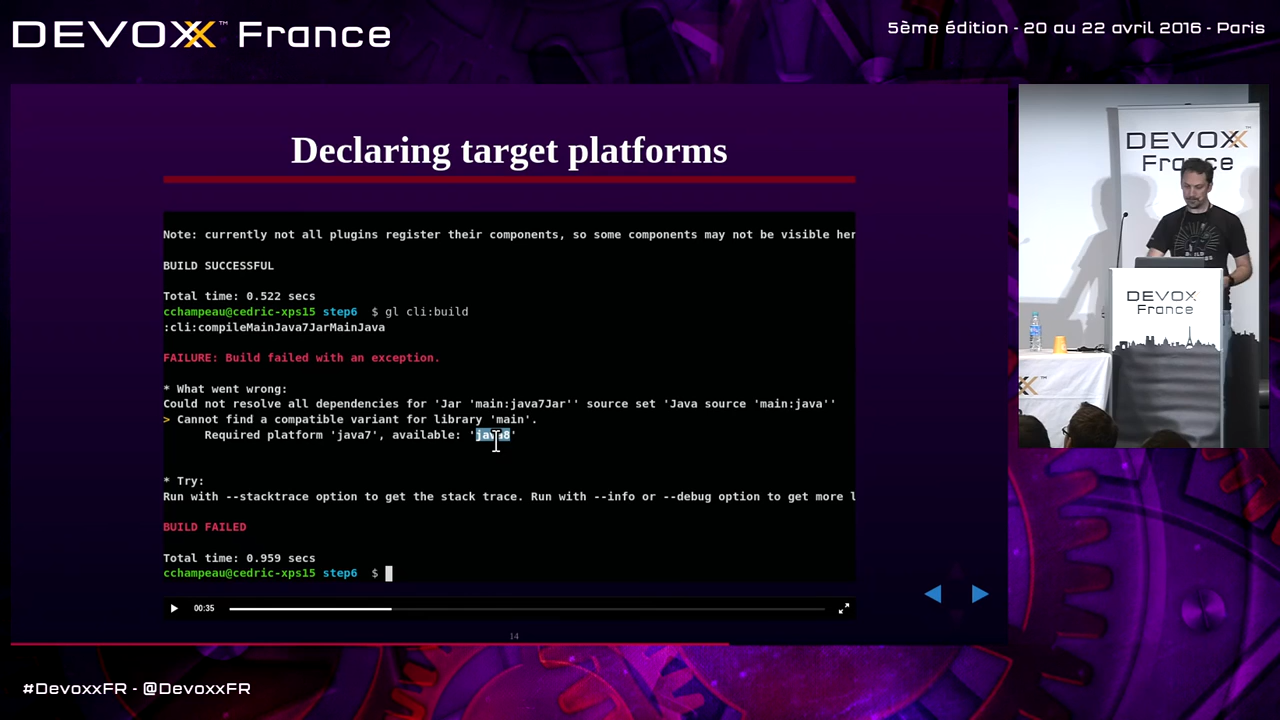 DEVOXX™ France
5ème édition - 20 au 22 avril 2016 - Paris
Declaring target platforms
Note: currently not all plugins register their components, so some components may not be visible her
BUILD SUCCESSFUL
Total time: 0.522 secs
cchampeau@cedric-xps15 step6 $ gl cli:build
:cli:compileMainJava7JarMainJava
FAILURE: Build failed with an exception.
* What went wrong:
Could not resolve all dependencies for 'Jar 'main:java7Jar'' source set 'Java source 'main:java''
> Cannot find a compatible variant for library 'main'.
Required platform 'java7', available: 'java8'
* Try:
Run with --stacktrace option to get the stack trace. Run with --info or --debug option to get more l
BUILD FAILED
Total time: 0.959 secs
cchampeau@cedric-xps15 step6 $
00:35
14
DEVOXX™
France
DEVOXX
France
#DevoxxFR - @DevoxxFR